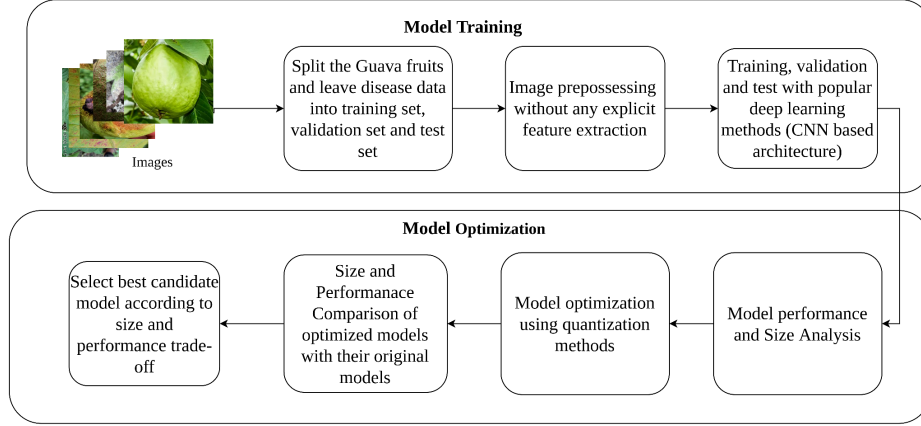 Model Training
Images
Split the Guava fruits
and leave disease data
into training set,
validation set and test
set
Image prepossessing
without any explicit
feature extraction
Training, validation
and test with popular
deep learning
methods (CNN based
architecture)
Model Optimization
Select best candidate
model according to
size and
performance trade-
off
Size and
Performanace
Comparison of
optimized models
with their original
models
Model optimization
using quantization
methods
Model performance
and Size Analysis